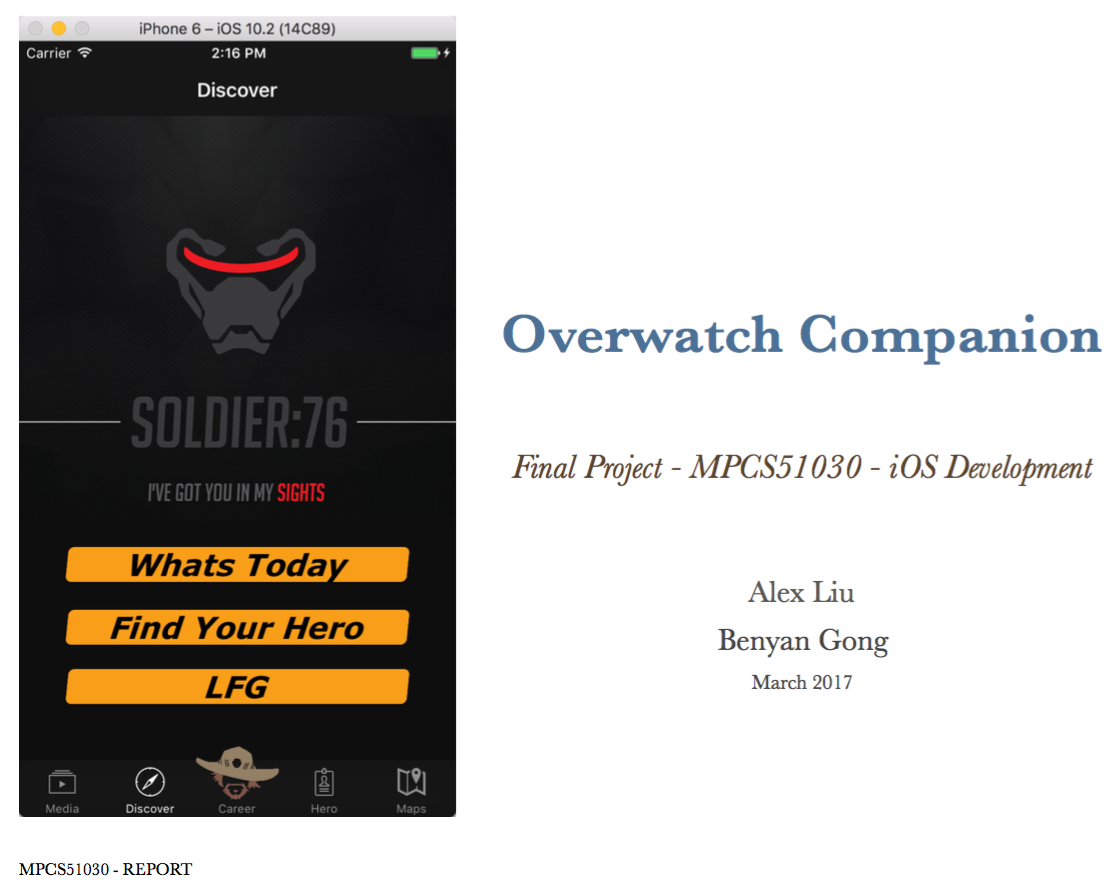 iPhone 6 – iOS 10.2 (14C89)
Carrier 2:16 PM
Discover
SOLDIER:76
I'VE GOT YOU IN MY SIGHTS
Whats Today
Find Your Hero
LFG
Media Discover Career Hero Maps
Overwatch Companion
Final Project - MPCS51030 - iOS Development
Alex Liu
Benyan Gong
March 2017
MPCS51030 - REPORT